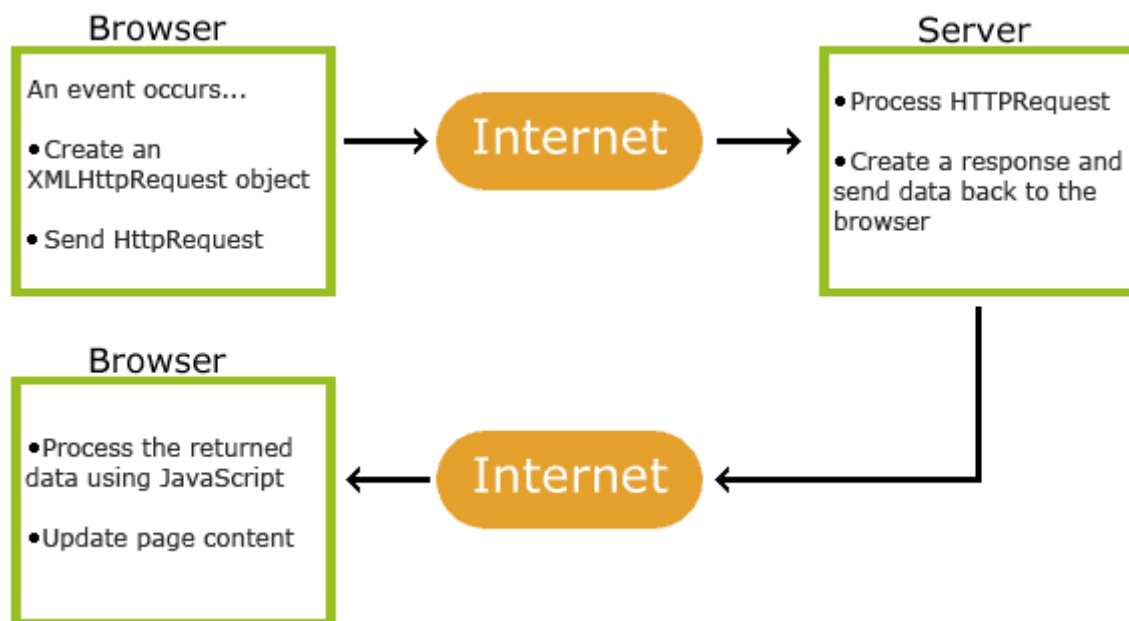 Browser
An event occurs...
•Create an
XMLHttpRequest object
• Send HttpRequest
Internet
Server
•Process HTTPRequest
•Create a response and
send data back to the
browser
Browser
•Process the returned
data using JavaScript
•Update page content
Internet